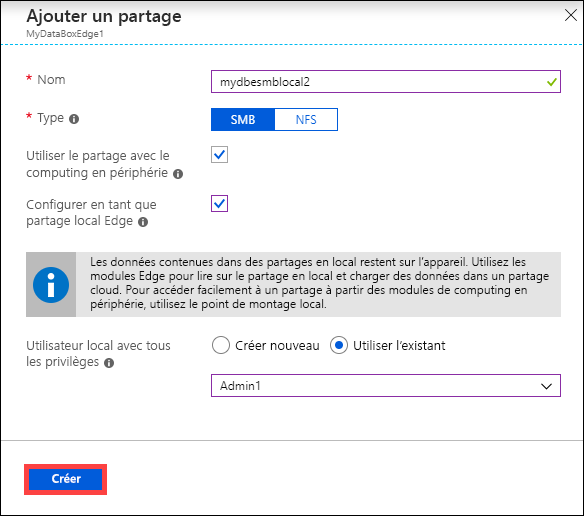 Ajouter un partage
MyDataBoxEdge1
* Nom
mydbesmblocal2
* Type
SMB
NFS
Utiliser le partage avec le
computing en périphérie
Configurer en tant que
partage local Edge
Les données contenues dans des partages en local restent sur l'appareil. Utilisez les
modules Edge pour lire sur le partage en local et charger des données dans un partage
cloud. Pour accéder facilement à un partage à partir des modules de computing en
périphérie, utilisez le point de montage local.
Utilisateur local avec tous
les privilèges
Créer nouveau
Utiliser l'existant
Admin1
Créer